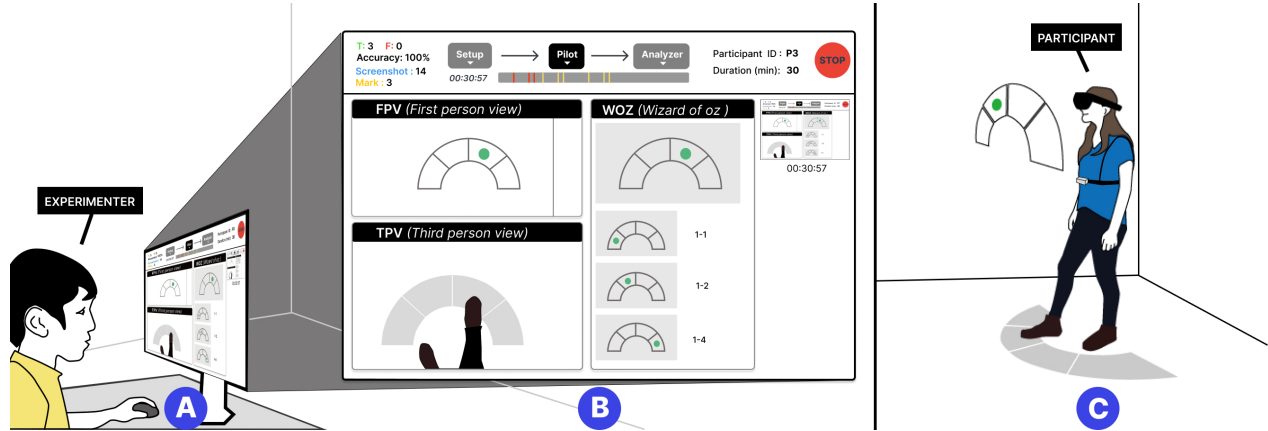 EXPERIMENTER
A
T: 3 F: 0
Accuracy: 100%
Screenshot : 14
Mark : 3
Setup
Pilot
Analyzer
00:30:57
Participant ID : P3
Duration (min): 30
STOP
FPV (First person view)
WOZ (Wizard of oz )
00:30:57
TPV (Third person view)
1-1
1-2
1-4
B
PARTICIPANT
C